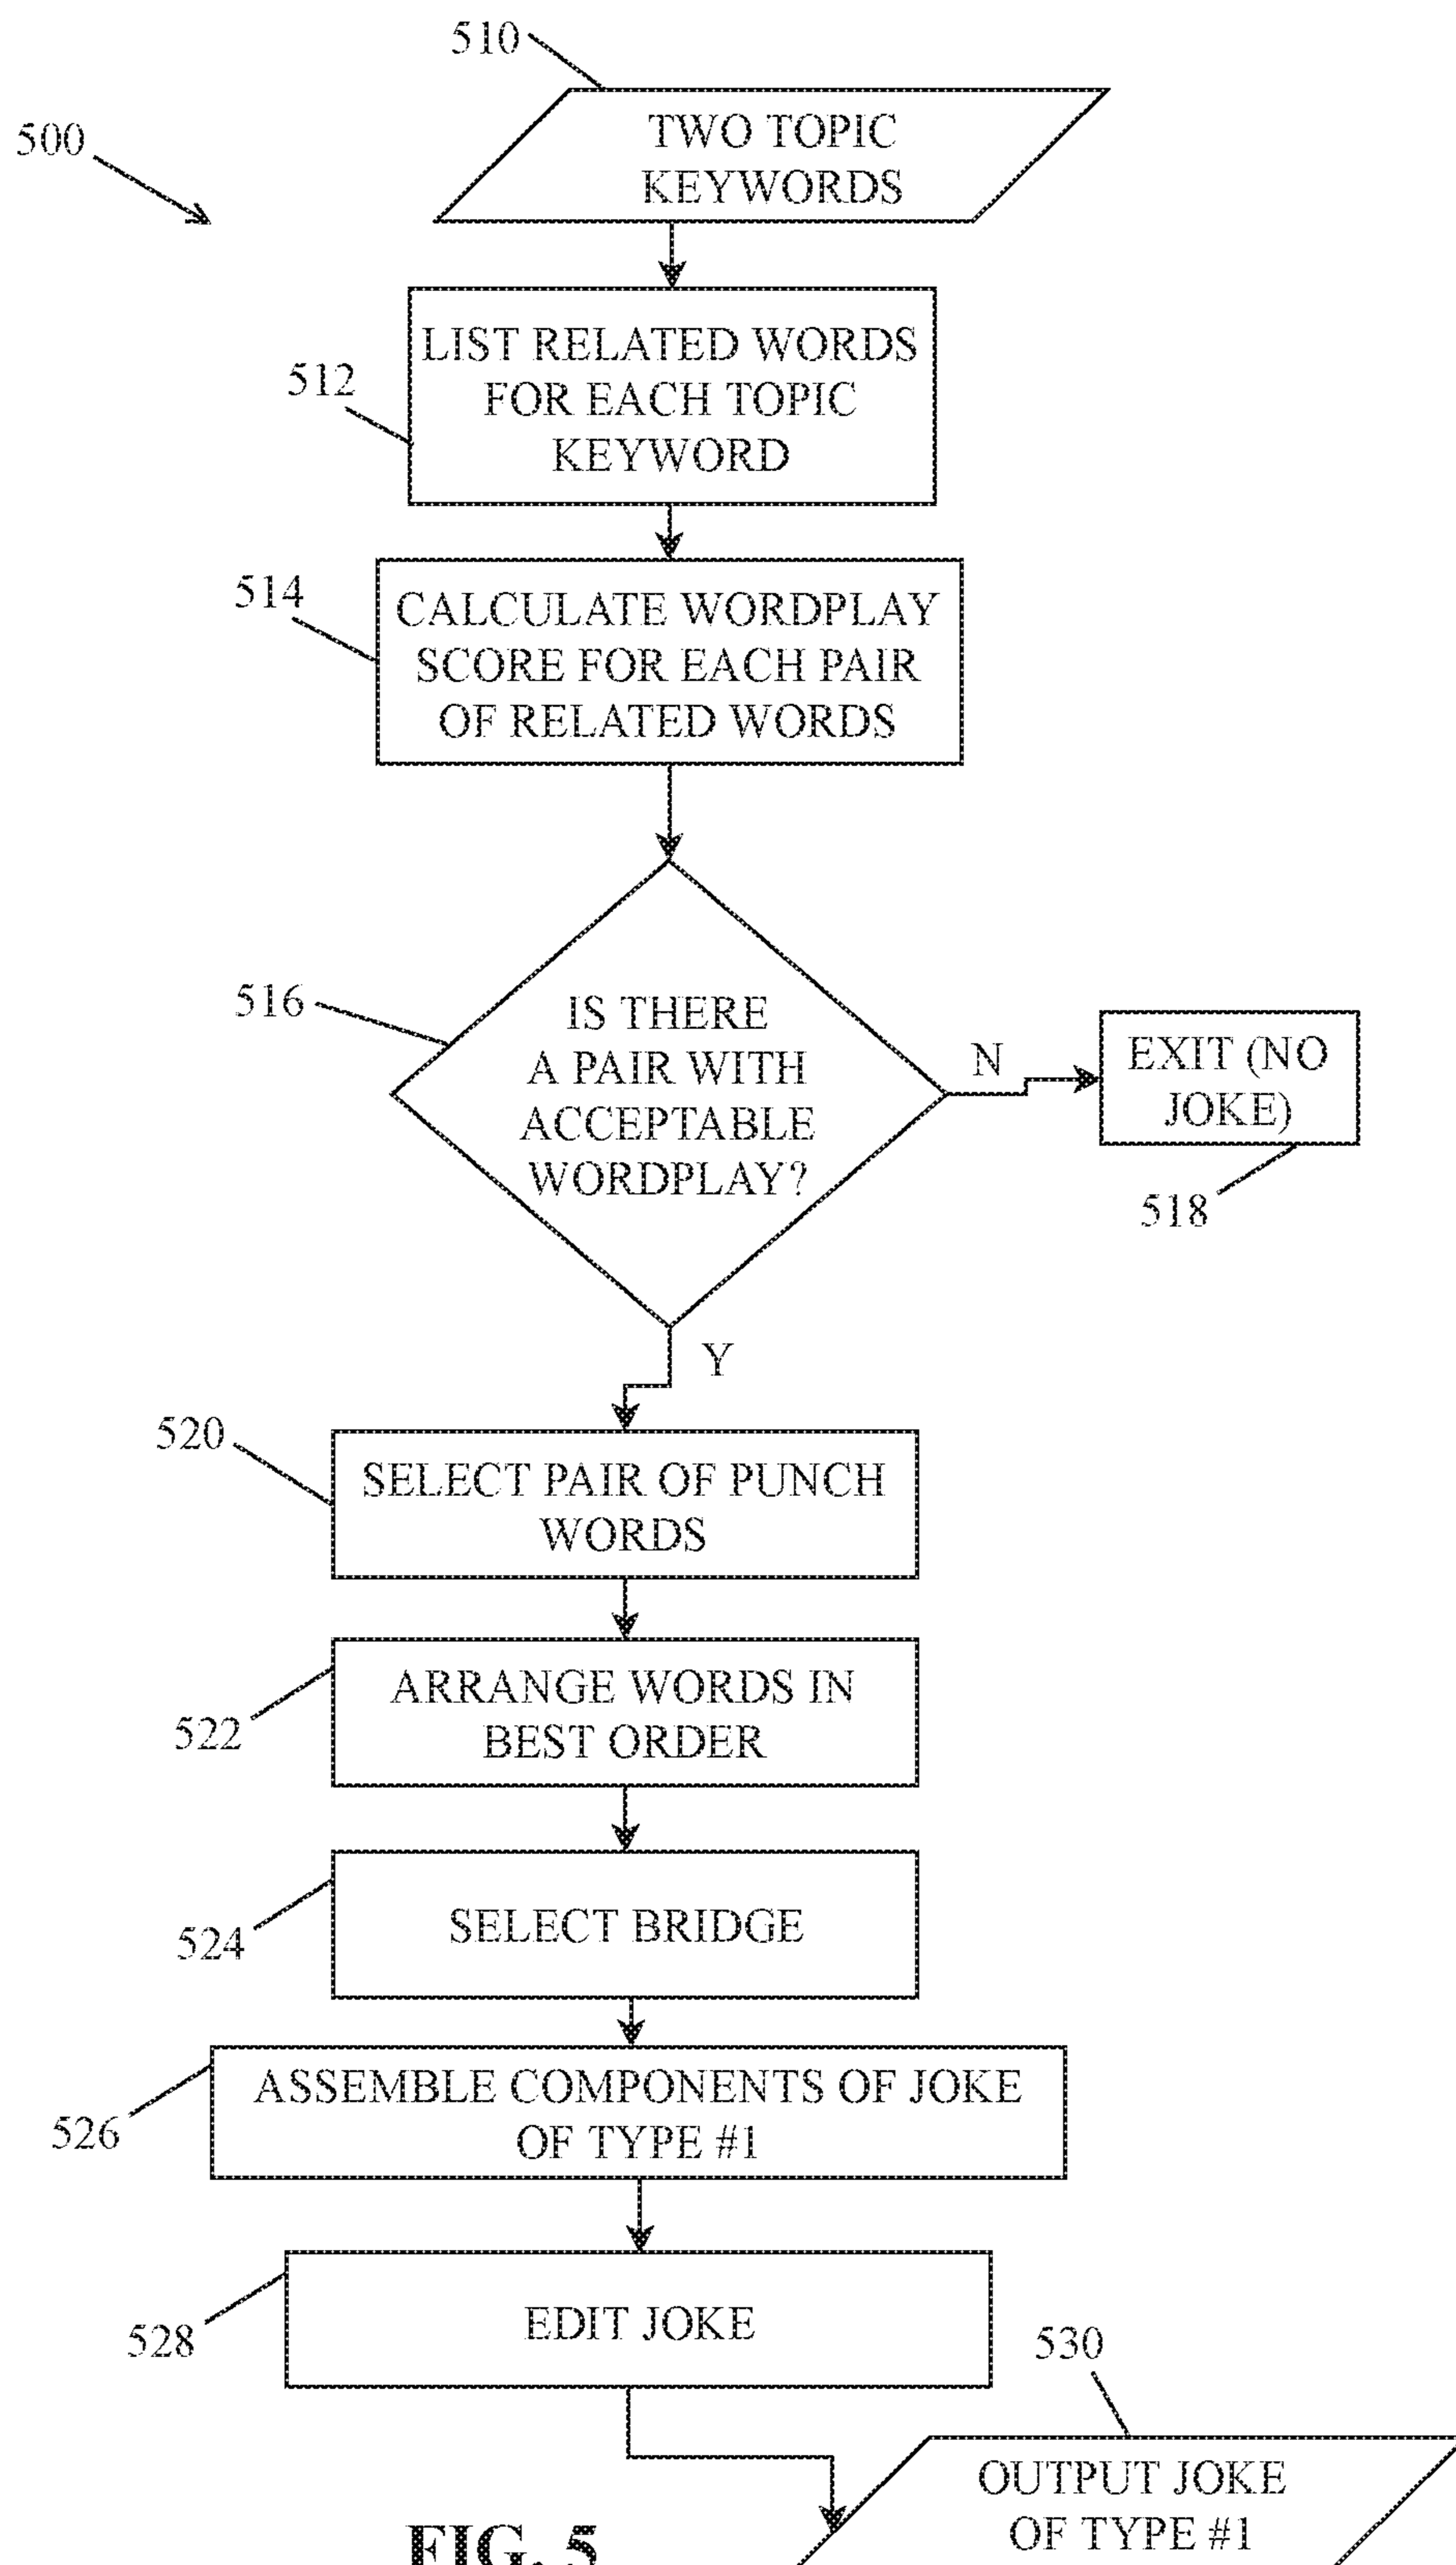 510
500
TWO TOPIC
KEYWORDS
LIST RELATED WORDS
FOR EACH TOPIC
KEYWORD
512
514
CALCULATE WORDPLAY
SCORE FOR EACH PAIR
OF RELATED WORDS
516
IS THERE
A PAIR WITH
ACCEPTABLE
WORDPLAY?
N
EXIT (NO
JOKE)
518
Y
520
SELECT PAIR OF PUNCH
WORDS
522
ARRANGE WORDS IN
BEST ORDER
524
SELECT BRIDGE
526
ASSEMBLE COMPONENTS OF JOKE
OF TYPE #1
528
EDIT JOKE
530
OUTPUT JOKE
OF TYPE #1
FIG. 5